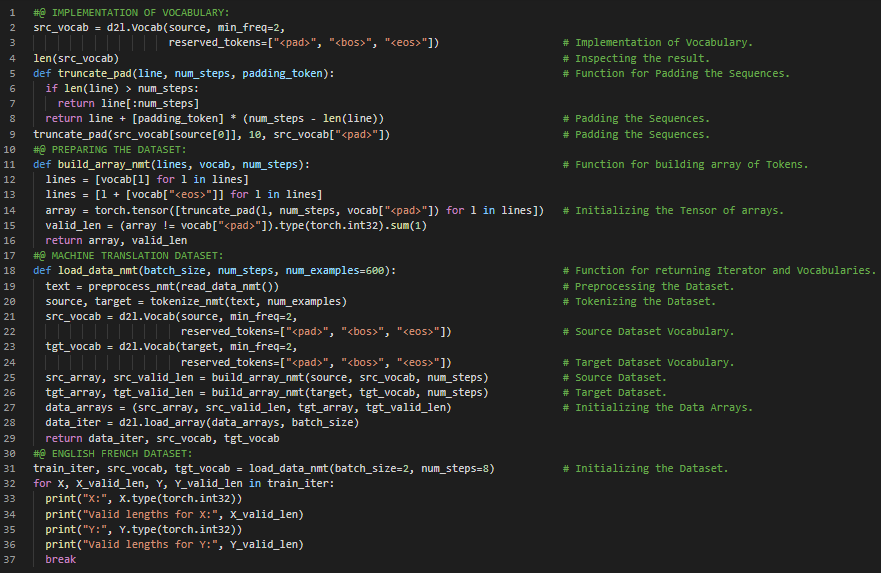 1 #@ IMPLEMENTATION OF VOCABULARY:
2 src_vocab = d2l.Vocab(source, min_freq=2,
3                       reserved_tokens=["<pad>", "<bos>", "<eos>"])                    # Implementation of Vocabulary.
4 len(src_vocab)                                                                        # Inspecting the result.
5 def truncate_pad(line, num_steps, padding_token):                                     # Function for Padding the Sequences.
6   if len(line) > num_steps:
7     return line[:num_steps]
8   return line + [padding_token] * (num_steps - len(line))                             # Padding the Sequences.
9 truncate_pad(src_vocab[source[0]], 10, src_vocab["<pad>"])                            # Padding the Sequences.
10 #@ PREPARING THE DATASET:
11 def build_array_nmt(lines, vocab, num_steps):                                         # Function for building array of Tokens.
12   lines = [vocab[l] for l in lines]
13   lines = [l + [vocab["<eos>"]] for l in lines]
14   array = torch.tensor([truncate_pad(l, num_steps, vocab["<pad>"]) for l in lines])   # Initializing the Tensor of arrays.
15   valid_len = (array != vocab["<pad>"]).type(torch.int32).sum(1)
16   return array, valid_len
17 #@ MACHINE TRANSLATION DATASET:
18 def load_data_nmt(batch_size, num_steps, num_examples=600):                           # Function for returning Iterator and Vocabularies.
19   text = preprocess_nmt(read_data_nmt())                                              # Preprocessing the Dataset.
20   source, target = tokenize_nmt(text, num_examples)                                   # Tokenizing the Dataset.
21   src_vocab = d2l.Vocab(source, min_freq=2,
22                         reserved_tokens=["<pad>", "<bos>", "<eos>"])                  # Source Dataset Vocabulary.
23   tgt_vocab = d2l.Vocab(target, min_freq=2,
24                         reserved_tokens=["<pad>", "<bos>", "<eos>"])                  # Target Dataset Vocabulary.
25   src_array, src_valid_len = build_array_nmt(source, src_vocab, num_steps)            # Source Dataset.
26   tgt_array, tgt_valid_len = build_array_nmt(target, tgt_vocab, num_steps)            # Target Dataset.
27   data_arrays = (src_array, src_valid_len, tgt_array, tgt_valid_len)                  # Initializing the Data Arrays.
28   data_iter = d2l.load_array(data_arrays, batch_size)
29   return data_iter, src_vocab, tgt_vocab
30 #@ ENGLISH FRENCH DATASET:
31 train_iter, src_vocab, tgt_vocab = load_data_nmt(batch_size=2, num_steps=8)           # Initializing the Dataset.
32 for X, X_valid_len, Y, Y_valid_len in train_iter:
33   print("X:", X.type(torch.int32))
34   print("Valid lengths for X:", X_valid_len)
35   print("Y:", Y.type(torch.int32))
36   print("Valid lengths for Y:", Y_valid_len)
37   break